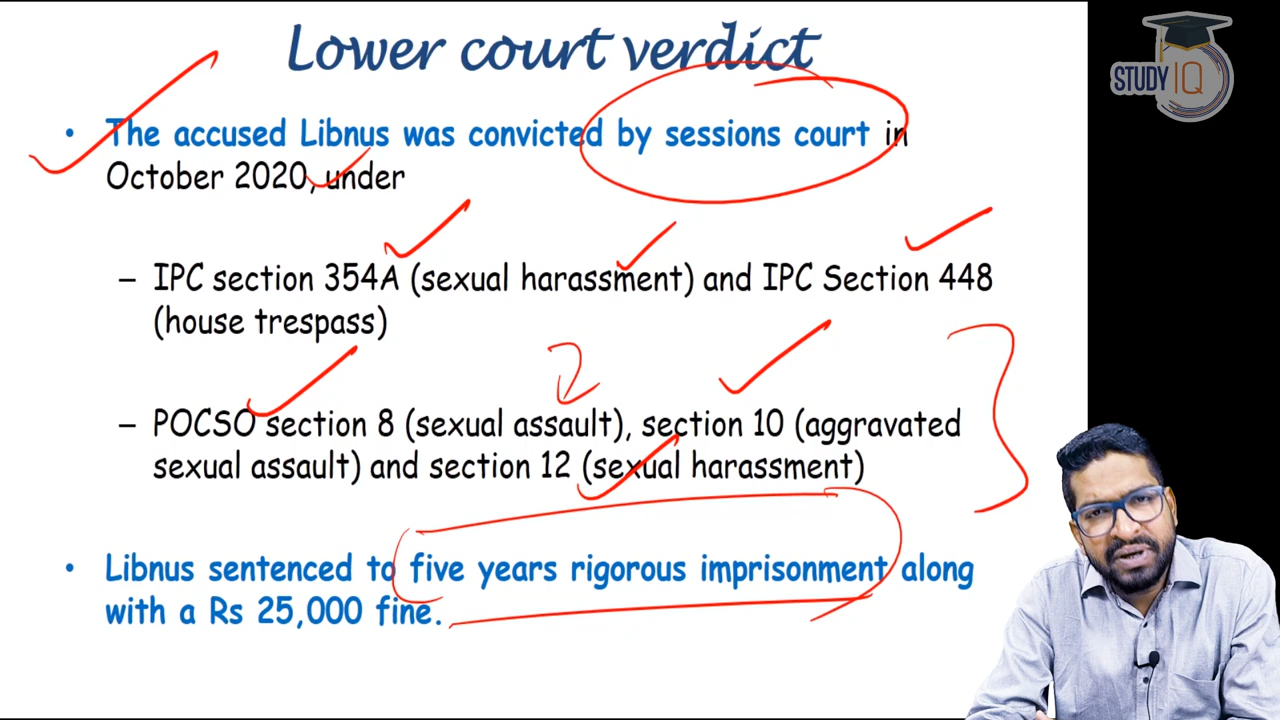 Lower court verdict
STUDY IQ
• The accused Libnus was convicted by sessions court in
October 2020, under
– IPC section 354A (sexual harassment) and IPC Section 448
(house trespass)
– POCSO section 8 (sexual assault), section 10 (aggravated
sexual assault) and section 12 (sexual harassment)
• Libnus sentenced to five years rigorous imprisonment along
with a Rs 25,000 fine.